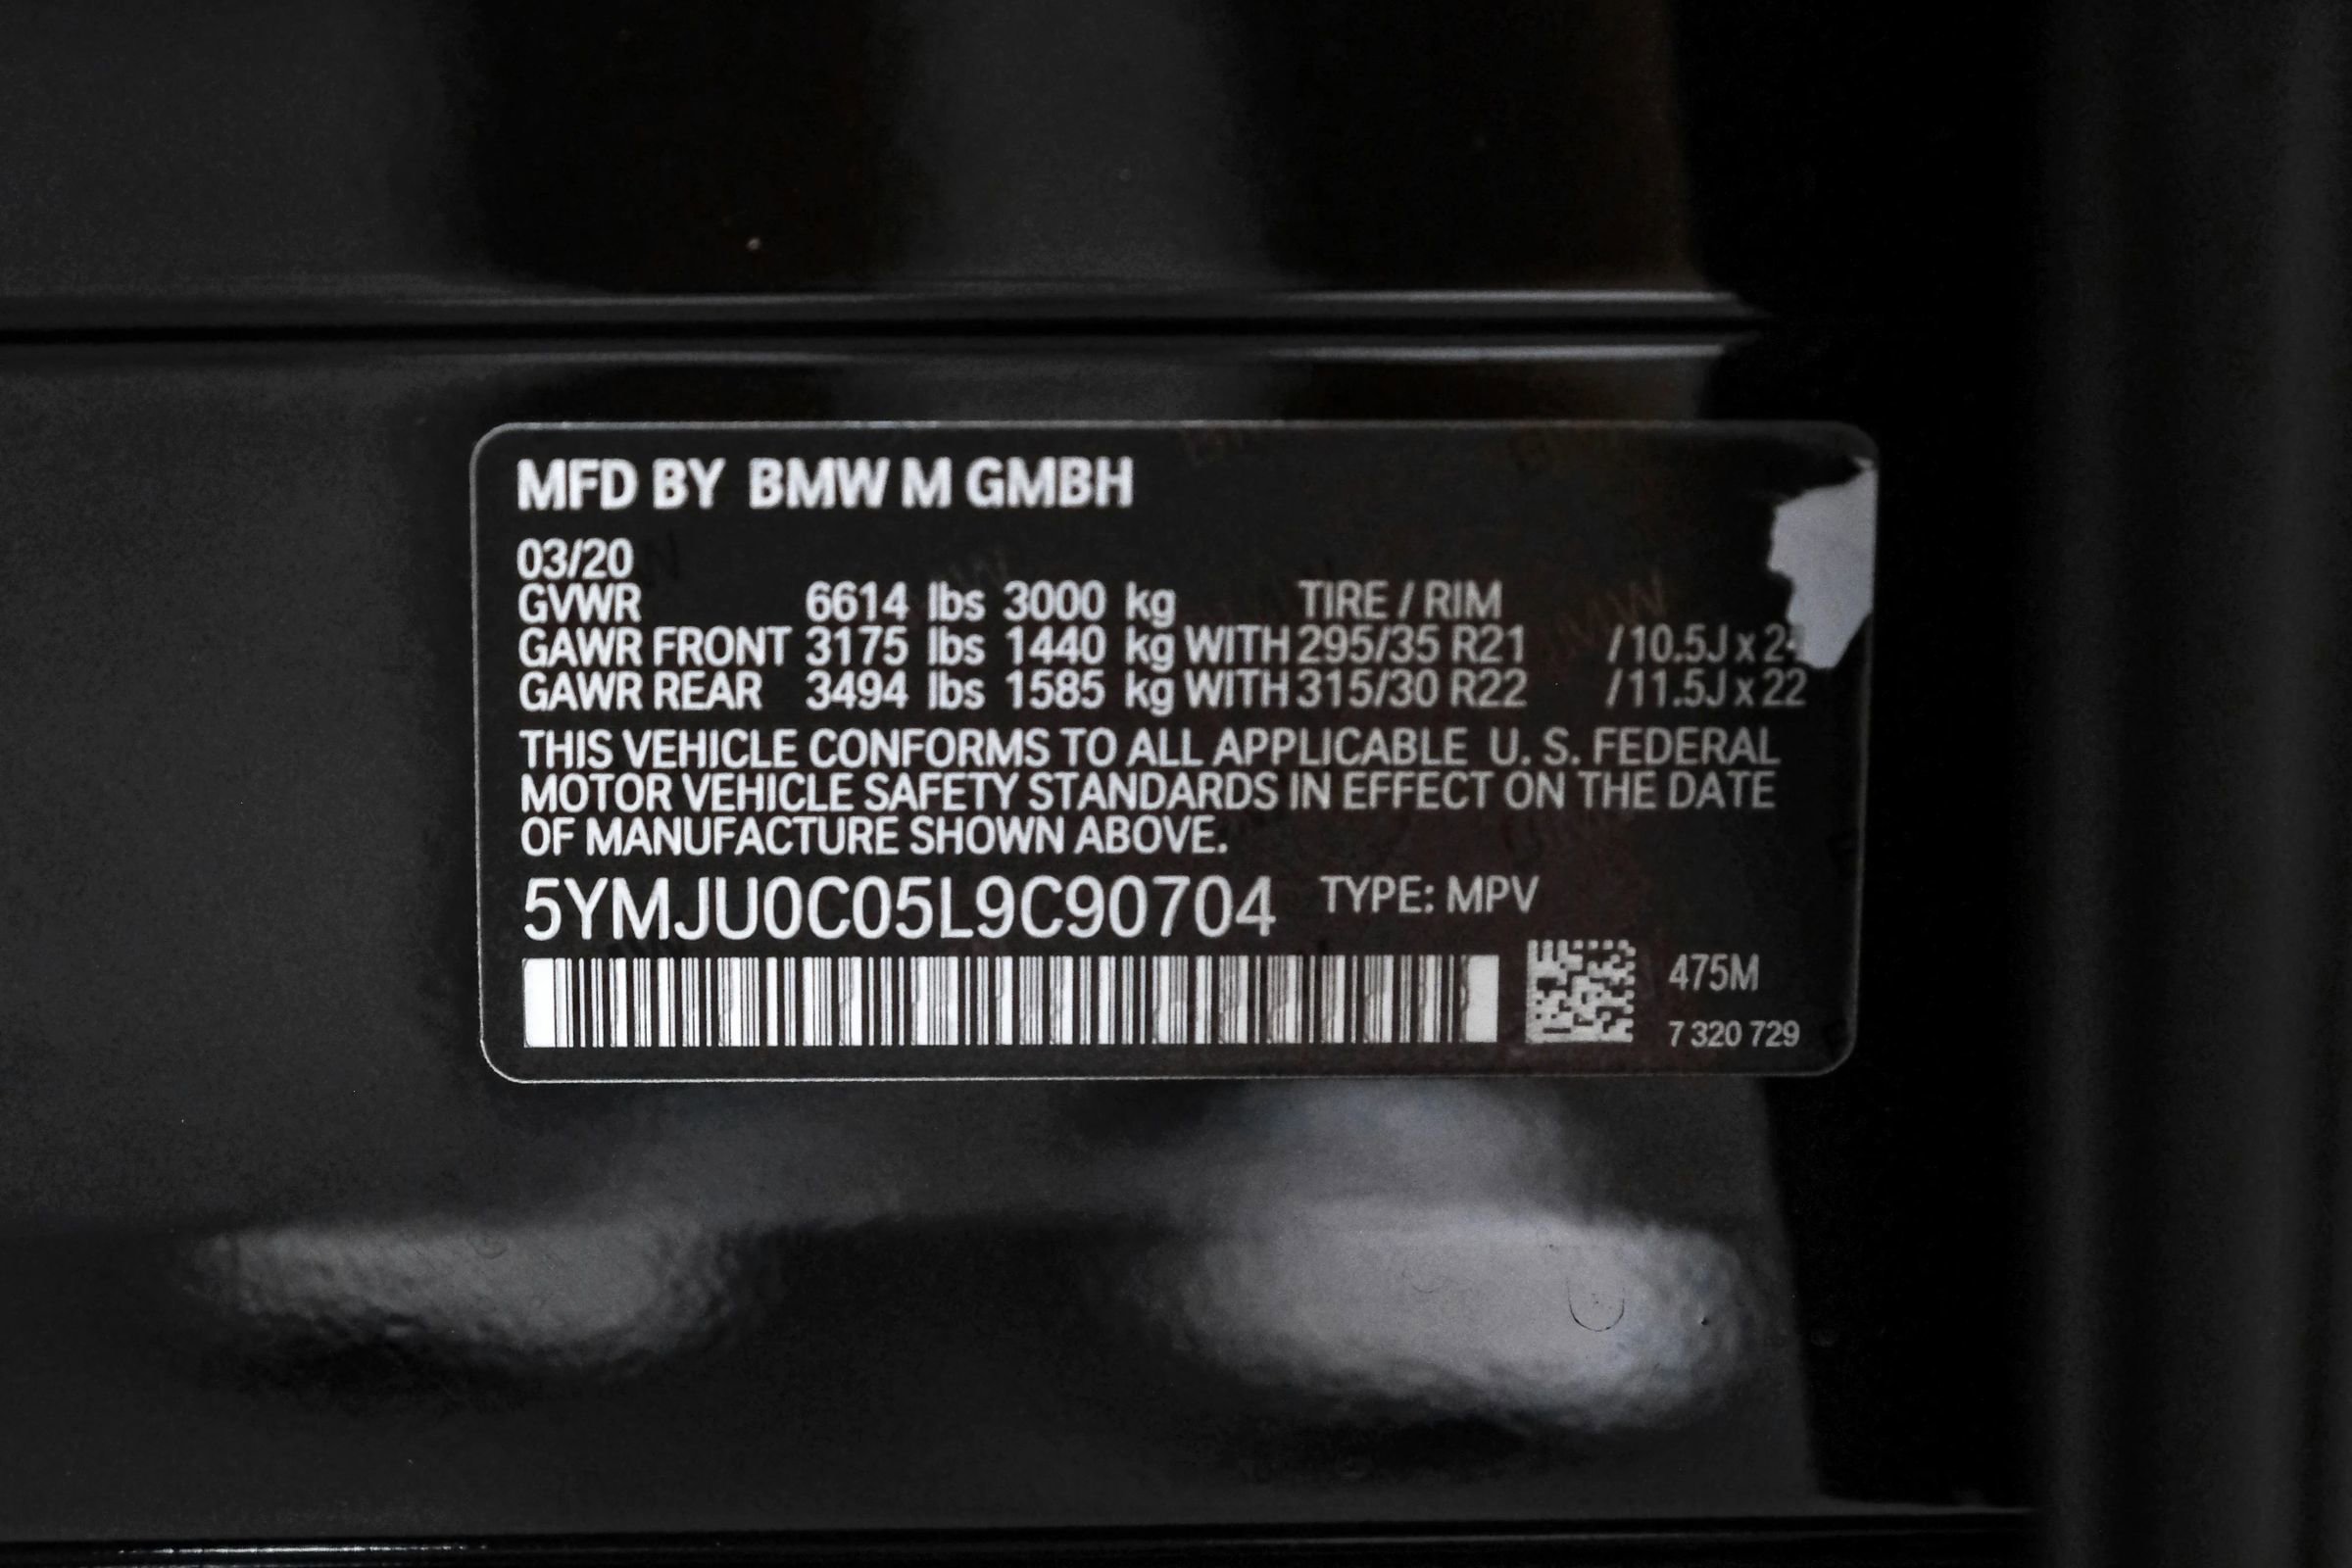 MFD BY BMW M GMBH
03/20
GVWR 6614 lbs 3000 kg TIRE / RIM
GAWR FRONT 3175 lbs 1440 kg WITH 295/35 R21 / 10.5J x
GAWR REAR 3494 lbs 1585 kg WITH 315/30 R22 / 11.5J x 22
THIS VEHICLE CONFORMS TO ALL APPLICABLE U. S. FEDERAL
MOTOR VEHICLE SAFETY STANDARDS IN EFFECT ON THE DATE
OF MANUFACTURE SHOWN ABOVE.
5YMJU0C05L9C90704 TYPE: MPV
475M
7 320 729